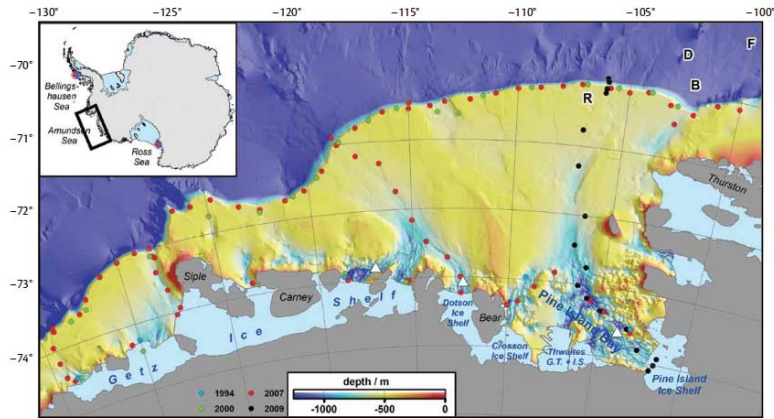 −130° −125° −120° −115° −110° −105° −100°
−70°
−71°
−72°
−73°
−74°
Bellings-
hausen
Sea
Amundsen
Sea
Ross
Sea
F
D
B
R
Thurston
Siple
Carney
Bear
Getz Ice Shelf
Dotson
Ice
Shelf
Crosson
Ice Shelf
Thwaites
G.T. + I.S.
Pine Island Bay
Pine Island
Ice Shelf
1994 2007
2000 2009
depth / m
−1000 −500 0